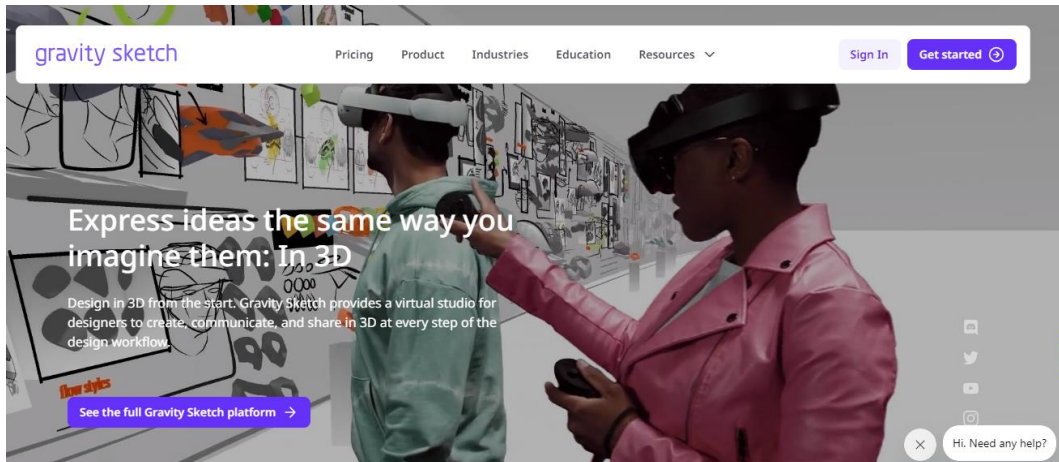 gravity sketch
Pricing
Product
Industries
Education
Resources
Sign In
Get started
Express ideas the same way you
imagine them: In 3D
Design in 3D from the start. Gravity Sketch provides a virtual studio for
designers to create, communicate, and share in 3D at every step of the
design workflow.
flow styles
See the full Gravity Sketch platform
Hi. Need any help?